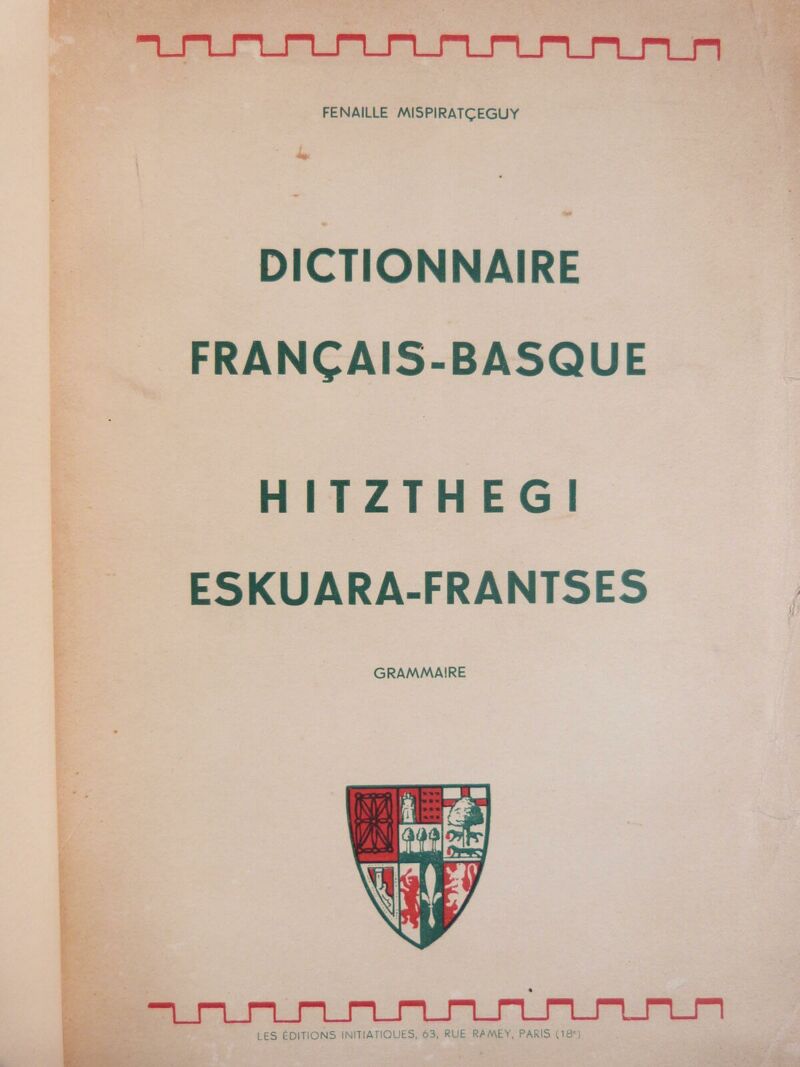 FENAILLE MISPIRATÇEGUY
DICTIONNAIRE
FRANÇAIS-BASQUE
HITZTHEGI
ESKUARA-FRANTSES
GRAMMAIRE
LES ÉDITIONS INITIATIQUES, 63, RUE RAMEY, PARIS (18e)